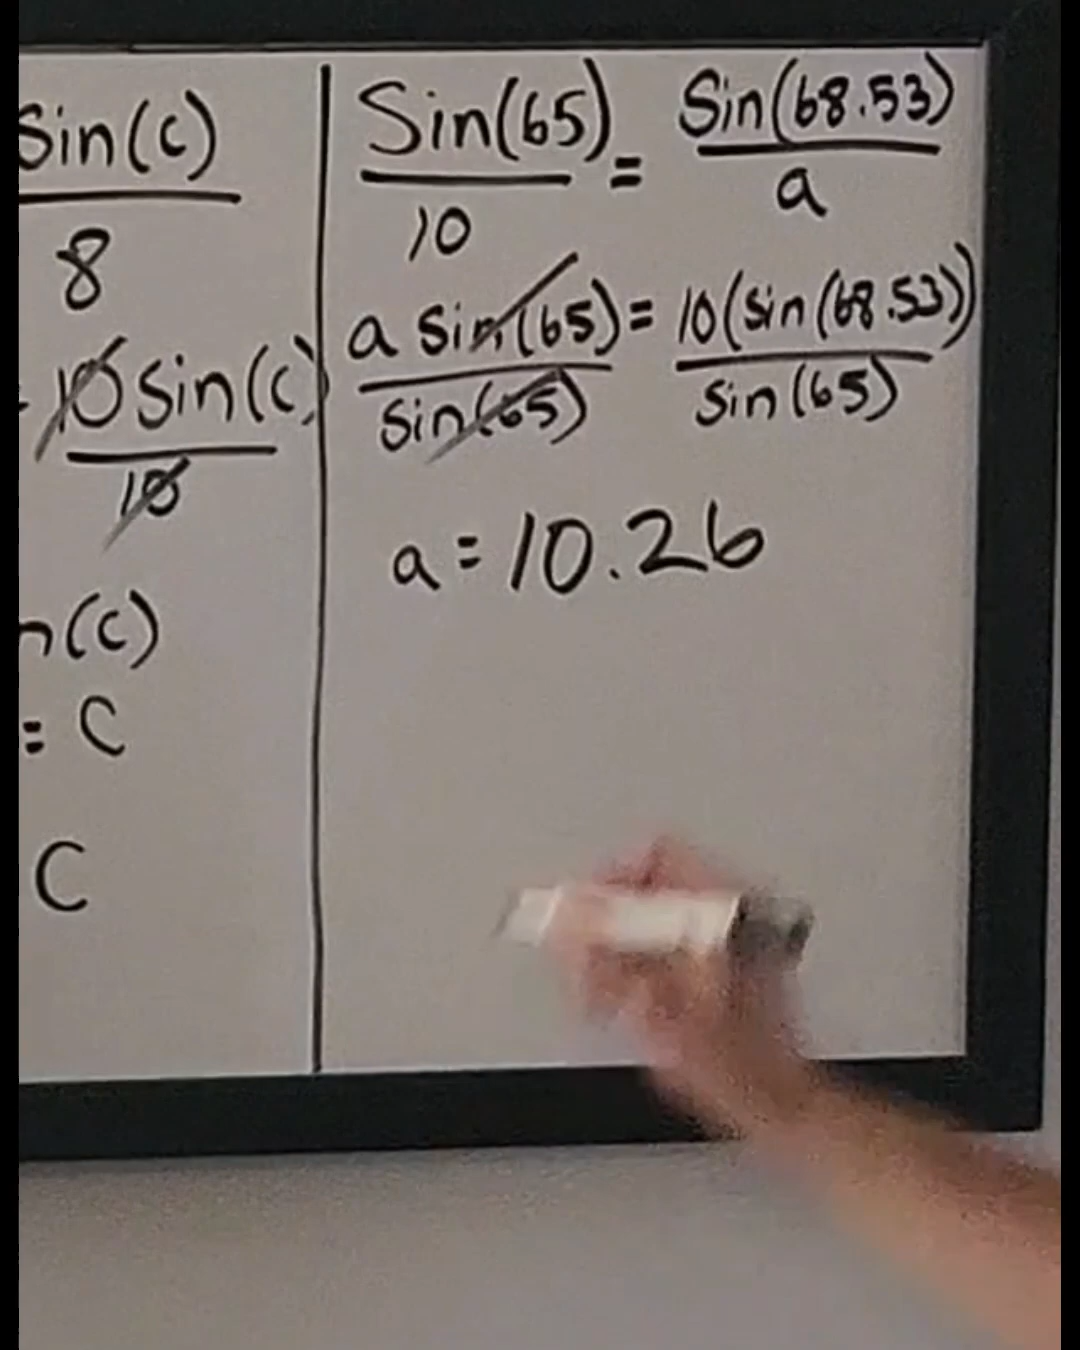 Sin(c)
8
10 sin(c)
10
n(c)
= C
C
Sin(65) = Sin(68.53)
10 a
a sin(65) = 10(sin(68.53))
sin(65) sin(65)
a = 10.26